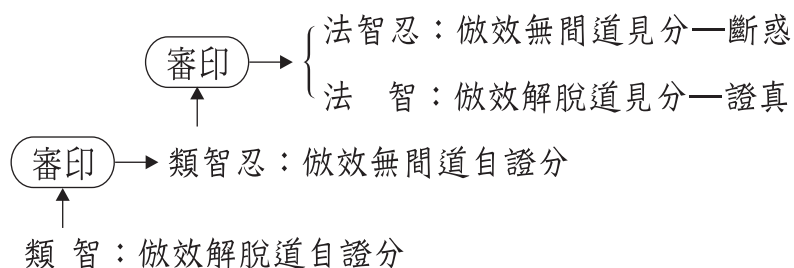 法智忍：倣效無間道見分—斷惑
審印
法　智：倣效解脫道見分—證真
審印
類智忍：倣效無間道自證分
類 智：倣效解脫道自證分